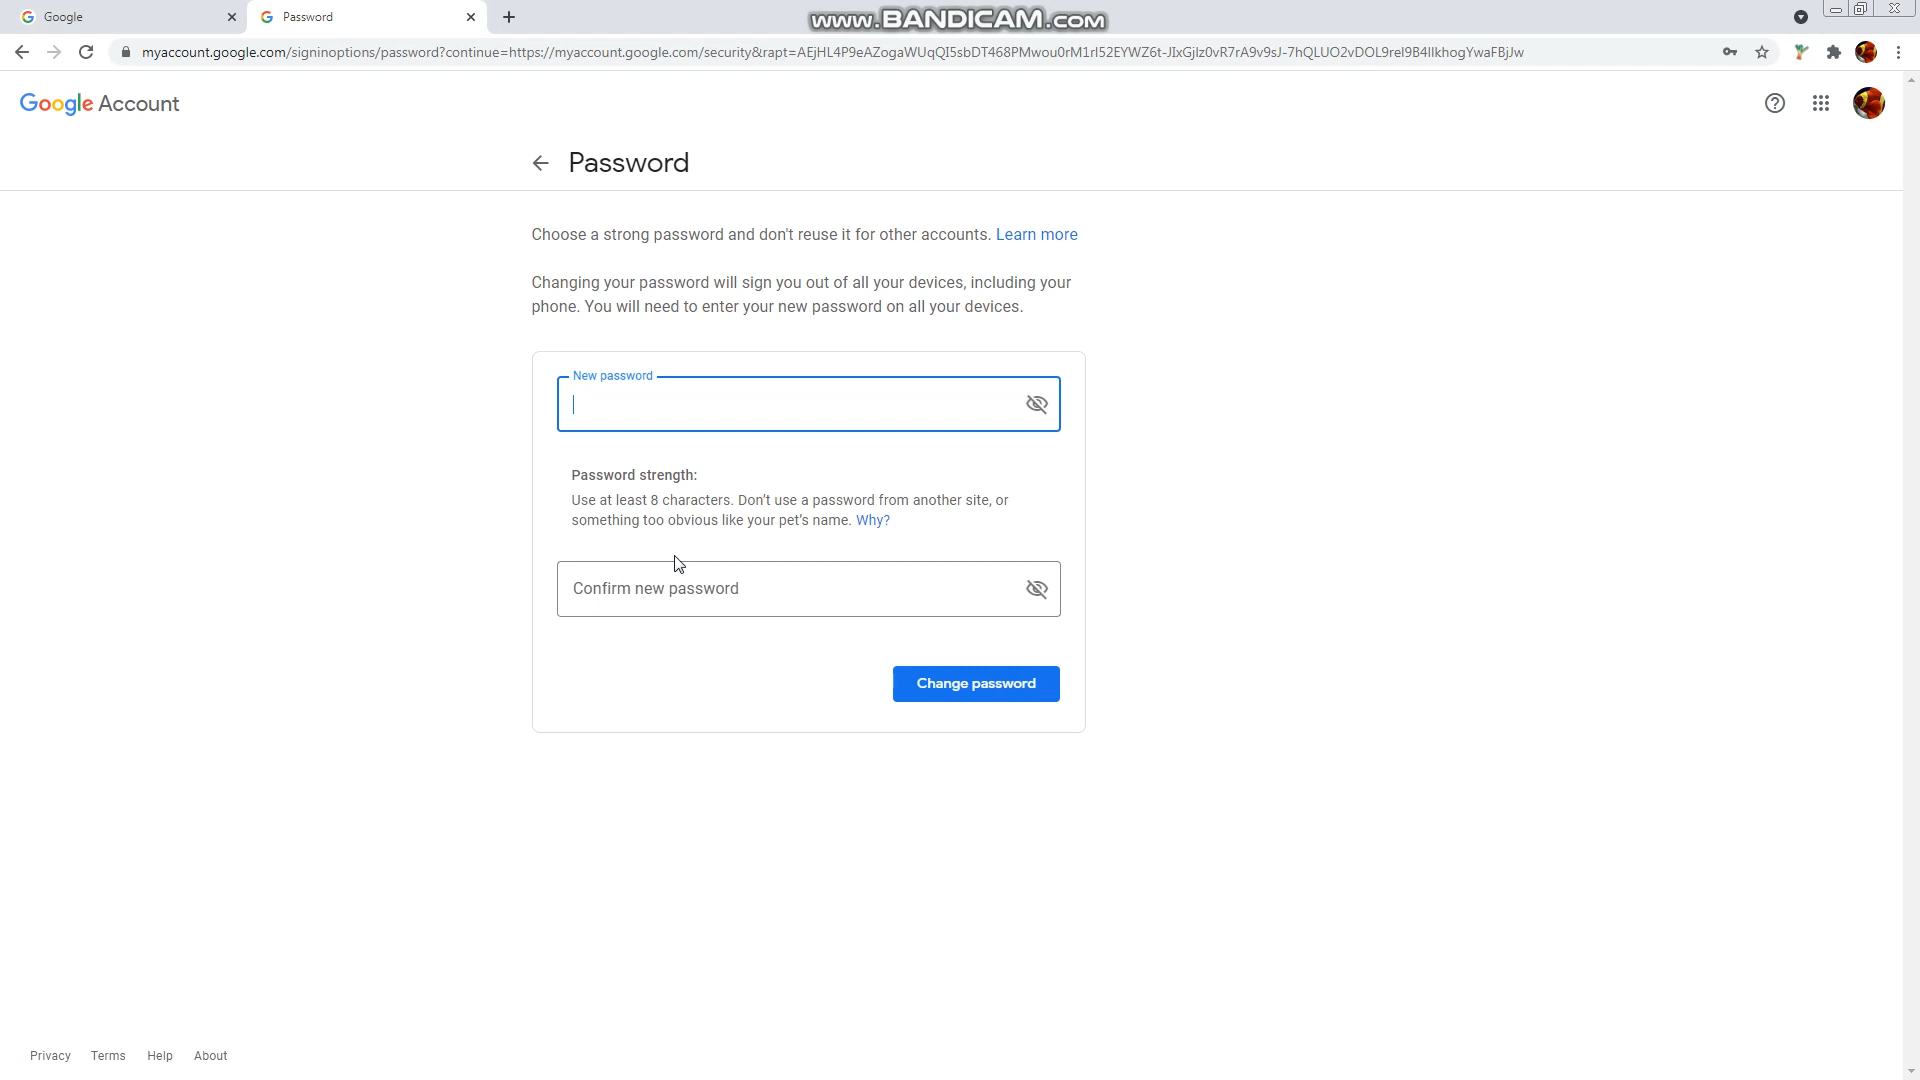 Google
Password
www.BANDICAM.com
myaccount.google.com/signinoptions/password?continue=https://myaccount.google.com/security&rapt=AEjHL4P9eAZogaWUqQI5sbDT468PMwou0rM1rI52EYWZ6t-JIxGjlz0vR7rA9v9sJ-7hQLUO2vDOL9reI9B4IIkhogYwaFBjJw
Google Account
Password
Choose a strong password and don't reuse it for other accounts. Learn more
Changing your password will sign you out of all your devices, including your
phone. You will need to enter your new password on all your devices.
New password
Password strength:
Use at least 8 characters. Don’t use a password from another site, or
something too obvious like your pet’s name. Why?
Confirm new password
Change password
Privacy Terms Help About